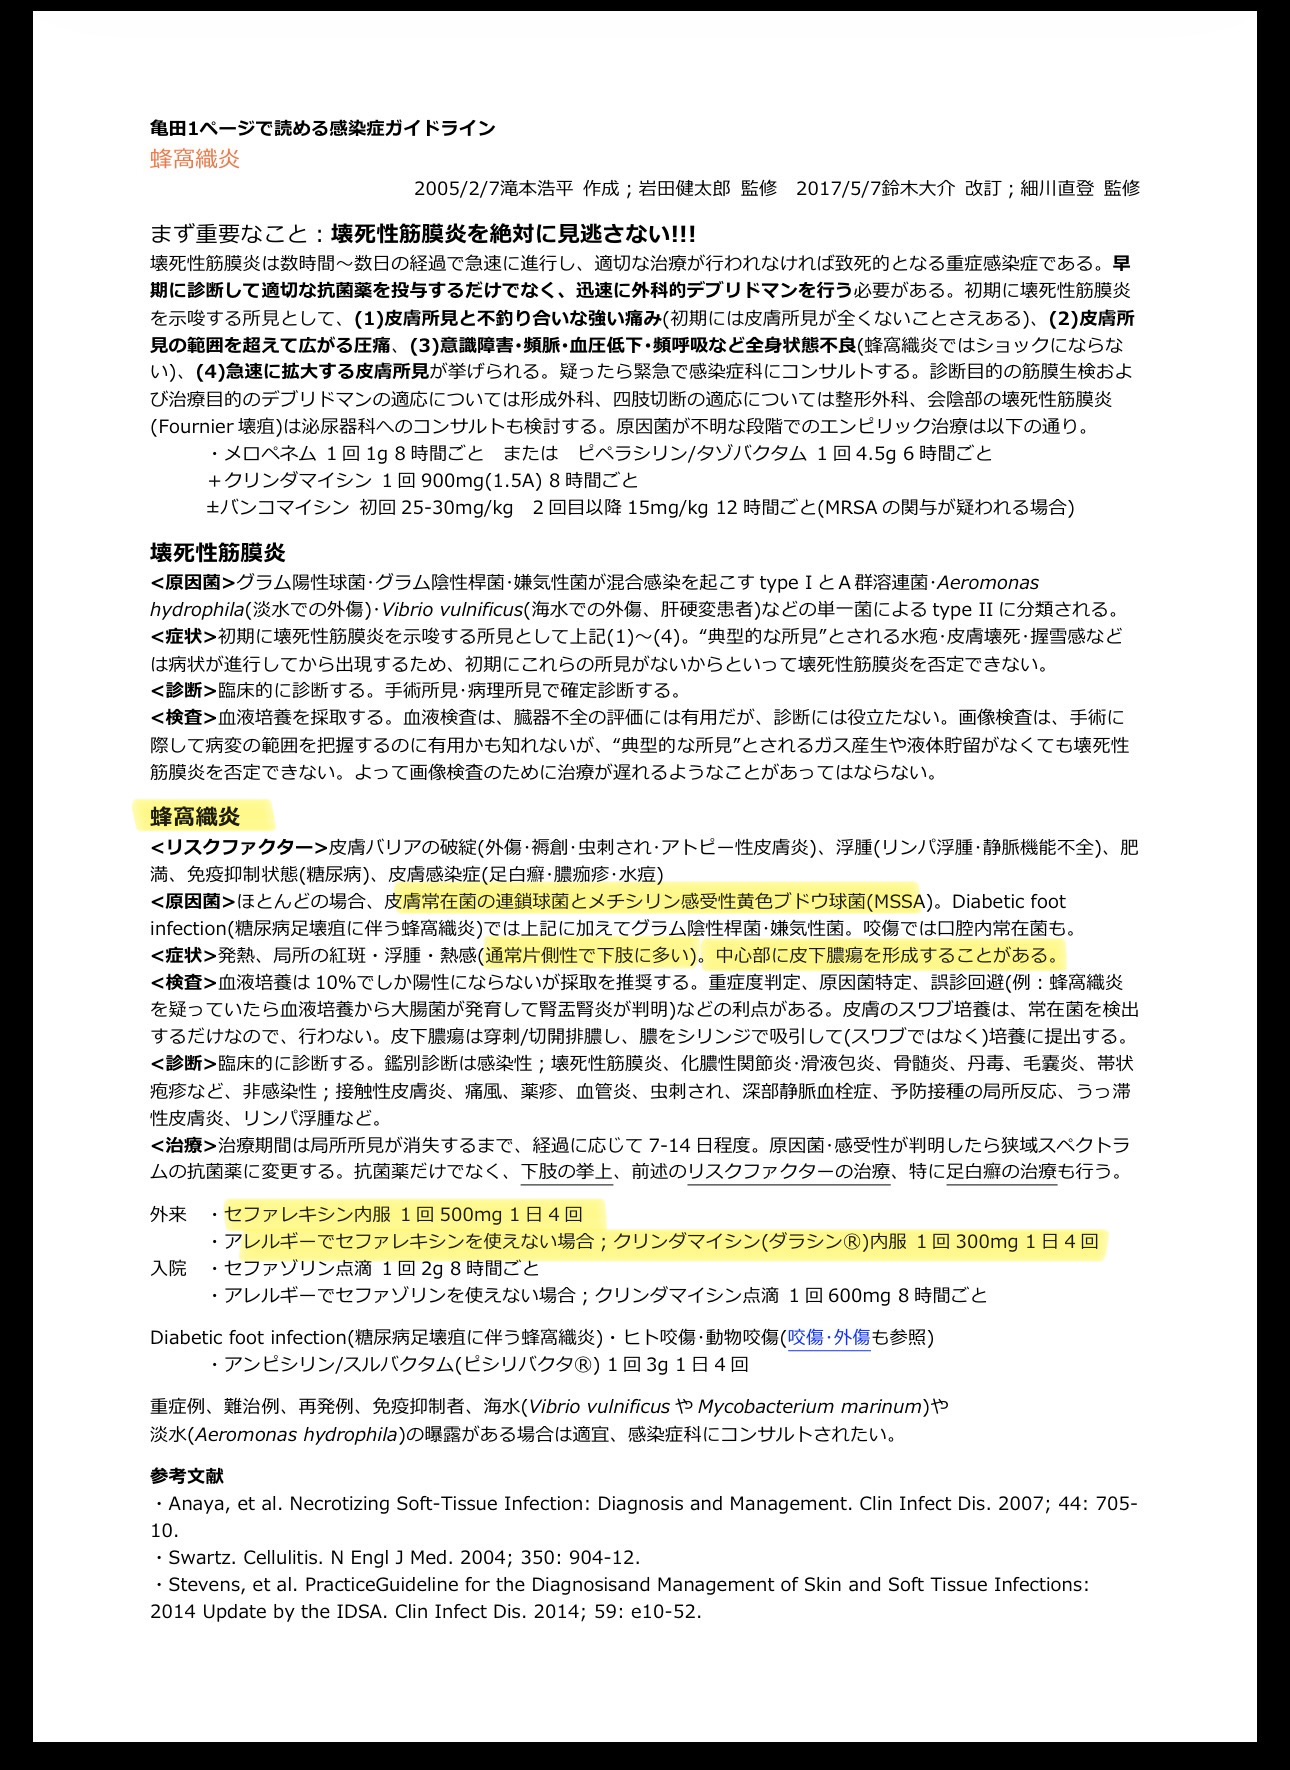 亀田1ページで読める感染症ガイドライン
蜂窩織炎
2005/2/7滝本浩平 作成；岩田健太郎 監修　2017/5/7鈴木大介 改訂；細川直登 監修
まず重要なこと：壊死性筋膜炎を絶対に見逃さない!!!
壊死性筋膜炎は数時間～数日の経過で急速に進行し、適切な治療が行われなければ致死的となる重症感染症である。早
期に診断して適切な抗菌薬を投与するだけでなく、迅速に外科的デブリドマンを行う必要がある。初期に壊死性筋膜炎
を示唆する所見として、(1)皮膚所見と不釣り合いな強い痛み(初期には皮膚所見が全くないことさえある)、(2)皮膚所
見の範囲を超えて広がる圧痛、(3)意識障害･頻脈･血圧低下･頻呼吸など全身状態不良(蜂窩織炎ではショックにならな
い)、(4)急速に拡大する皮膚所見が挙げられる。疑ったら緊急で感染症科にコンサルトする。診断目的の筋膜生検およ
び治療目的のデブリドマンの適応については形成外科、四肢切断の適応については整形外科、会陰部の壊死性筋膜炎
(Fournier 壊疽)は泌尿器科へのコンサルトも検討する。原因菌が不明な段階でのエンピリック治療は以下の通り。
・メロペネム 1 回 1g 8 時間ごと　または　ピペラシリン/タゾバクタム 1 回 4.5g 6 時間ごと
＋クリンダマイシン 1 回 900mg(1.5A) 8 時間ごと
±バンコマイシン 初回 25-30mg/kg　2 回目以降 15mg/kg 12 時間ごと(MRSA の関与が疑われる場合)
壊死性筋膜炎
<原因菌>グラム陽性球菌･グラム陰性桿菌･嫌気性菌が混合感染を起こす type I と A 群溶連菌･Aeromonas
hydrophila(淡水での外傷)･Vibrio vulnificus(海水での外傷、肝硬変患者)などの単一菌による type II に分類される。
<症状>初期に壊死性筋膜炎を示唆する所見として上記(1)～(4)。“典型的な所見”とされる水疱･皮膚壊死･握雪感など
は病状が進行してから出現するため、初期にこれらの所見がないからといって壊死性筋膜炎を否定できない。
<診断>臨床的に診断する。手術所見･病理所見で確定診断する。
<検査>血液培養を採取する。血液検査は、臓器不全の評価には有用だが、診断には役立たない。画像検査は、手術に
際して病変の範囲を把握するのに有用かも知れないが、“典型的な所見”とされるガス産生や液体貯留がなくても壊死性
筋膜炎を否定できない。よって画像検査のために治療が遅れるようなことがあってはならない。
蜂窩織炎
<リスクファクター>皮膚バリアの破綻(外傷･褥創･虫刺され･アトピー性皮膚炎)、浮腫(リンパ浮腫･静脈機能不全)、肥
満、免疫抑制状態(糖尿病)、皮膚感染症(足白癬･膿痂疹･水痘)
<原因菌>ほとんどの場合、皮膚常在菌の連鎖球菌とメチシリン感受性黄色ブドウ球菌(MSSA)。Diabetic foot
infection(糖尿病足壊疽に伴う蜂窩織炎)では上記に加えてグラム陰性桿菌･嫌気性菌。咬傷では口腔内常在菌も。
<症状>発熱、局所の紅斑・浮腫・熱感(通常片側性で下肢に多い)。中心部に皮下膿瘍を形成することがある。
<検査>血液培養は 10%でしか陽性にならないが採取を推奨する。重症度判定、原因菌特定、誤診回避(例：蜂窩織炎
を疑っていたら血液培養から大腸菌が発育して腎盂腎炎が判明)などの利点がある。皮膚のスワブ培養は、常在菌を検出
するだけなので、行わない。皮下膿瘍は穿刺/切開排膿し、膿をシリンジで吸引して(スワブではなく)培養に提出する。
<診断>臨床的に診断する。鑑別診断は感染性；壊死性筋膜炎、化膿性関節炎･滑液包炎、骨髄炎、丹毒、毛嚢炎、帯状
疱疹など、非感染性；接触性皮膚炎、痛風、薬疹、血管炎、虫刺され、深部静脈血栓症、予防接種の局所反応、うっ滞
性皮膚炎、リンパ浮腫など。
<治療>治療期間は局所所見が消失するまで、経過に応じて 7-14 日程度。原因菌･感受性が判明したら狭域スペクトラ
ムの抗菌薬に変更する。抗菌薬だけでなく、下肢の挙上、前述のリスクファクターの治療、特に足白癬の治療も行う。
外来　・セファレキシン内服 1 回 500mg 1 日 4 回
・アレルギーでセファレキシンを使えない場合；クリンダマイシン(ダラシン®)内服 1 回 300mg 1 日 4 回
入院　・セファゾリン点滴 1 回 2g 8 時間ごと
・アレルギーでセファゾリンを使えない場合；クリンダマイシン点滴 1 回 600mg 8 時間ごと
Diabetic foot infection(糖尿病足壊疽に伴う蜂窩織炎)・ヒト咬傷･動物咬傷(咬傷･外傷も参照)
・アンピシリン/スルバクタム(ピシリバクタ®) 1 回 3g 1 日 4 回
重症例、難治例、再発例、免疫抑制者、海水(Vibrio vulnificus や Mycobacterium marinum)や
淡水(Aeromonas hydrophila)の曝露がある場合は適宜、感染症科にコンサルトされたい。
参考文献
・Anaya, et al. Necrotizing Soft-Tissue Infection: Diagnosis and Management. Clin Infect Dis. 2007; 44: 705-
10.
・Swartz. Cellulitis. N Engl J Med. 2004; 350: 904-12.
・Stevens, et al. PracticeGuideline for the Diagnosisand Management of Skin and Soft Tissue Infections:
2014 Update by the IDSA. Clin Infect Dis. 2014; 59: e10-52.